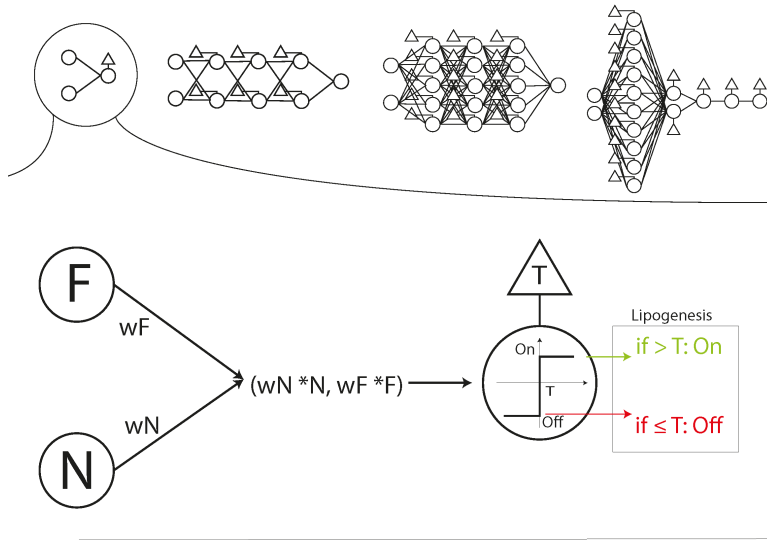 F
wF
wN
N
(wN *N, wF *F)
T
On
T
Off
Lipogenesis
if > T: On
if ≤ T: Off